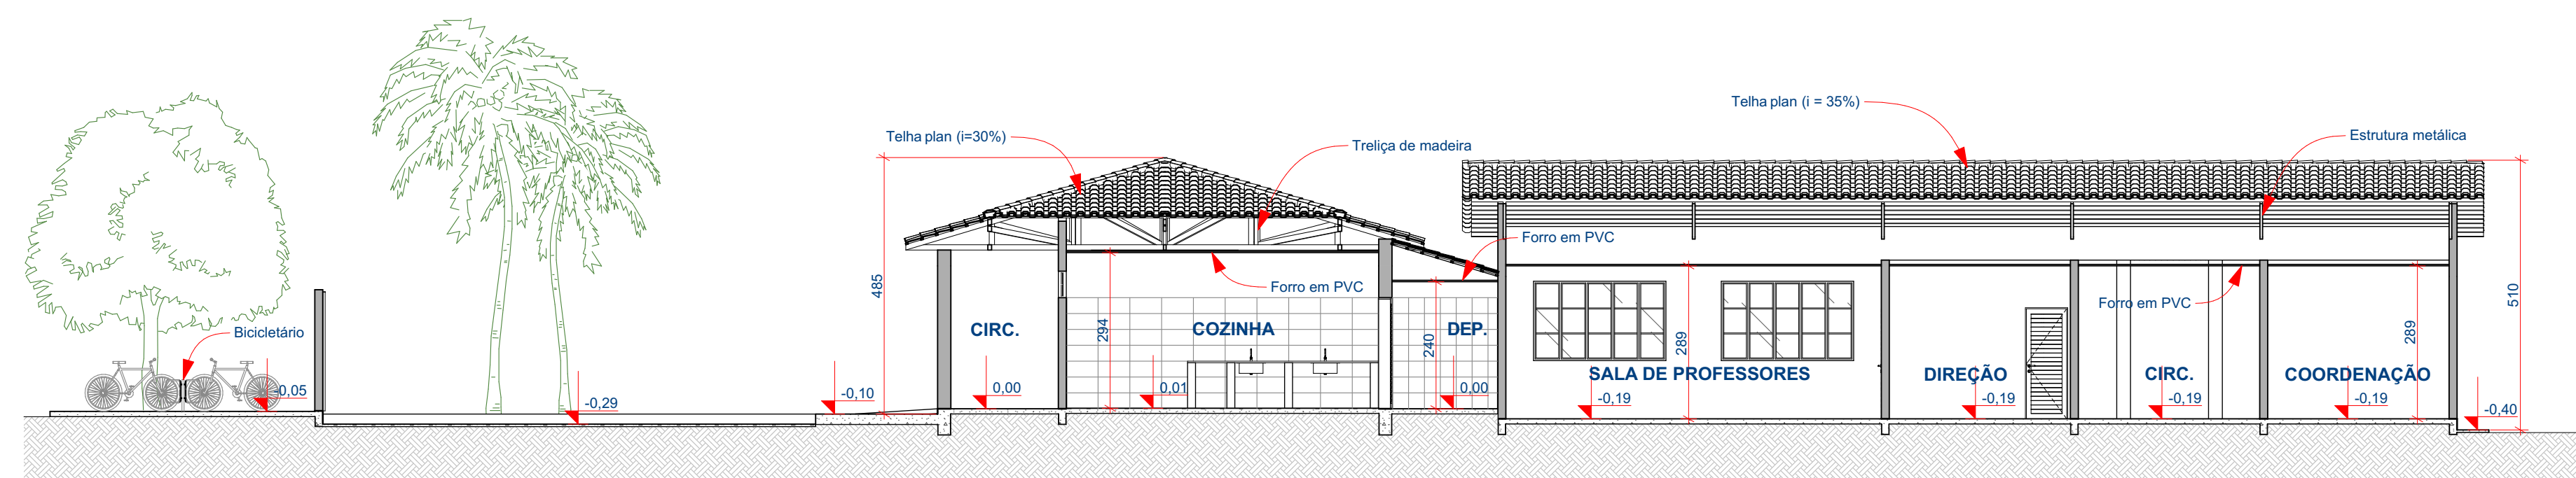 Telha plan (i = 35%)
Telha plan (i=30%)
Treliça de madeira
Estrutura metálica
Forro em PVC
485
Forro em PVC
Forro em PVC
510
Bicicletário
CIRC.
294
COZINHA
240
DEP.
289
289
SALA DE PROFESSORES
DIREÇÃO
CIRC.
COORDENAÇÃO
-0,05
-0,29
-0,10
0,00
0,01
0,00
-0,19
-0,19
-0,19
-0,19
-0,40